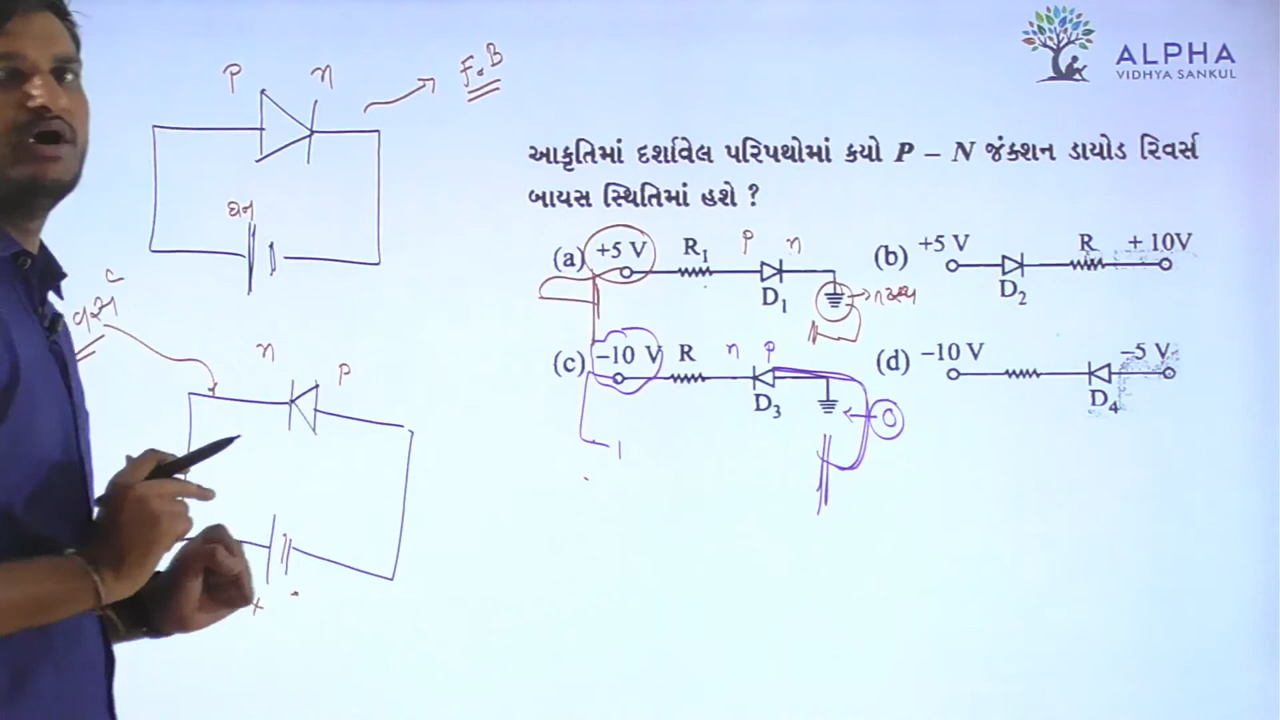 ALPHA
VIDHYA SANKUL
P n F.B
ધન
n P
+ -
આકૃતિમાં દર્શાવેલ પરિપથોમાં કયો P – N જંક્શન ડાયોડ રિવર્સ
બાયસ સ્થિતિમાં હશે ?
(a) +5 V R₁ P n D₁
(b) +5 V D₂ R + 10V
(c) –10 V R n P D₃ 0
(d) –10 V D₄ –5 V